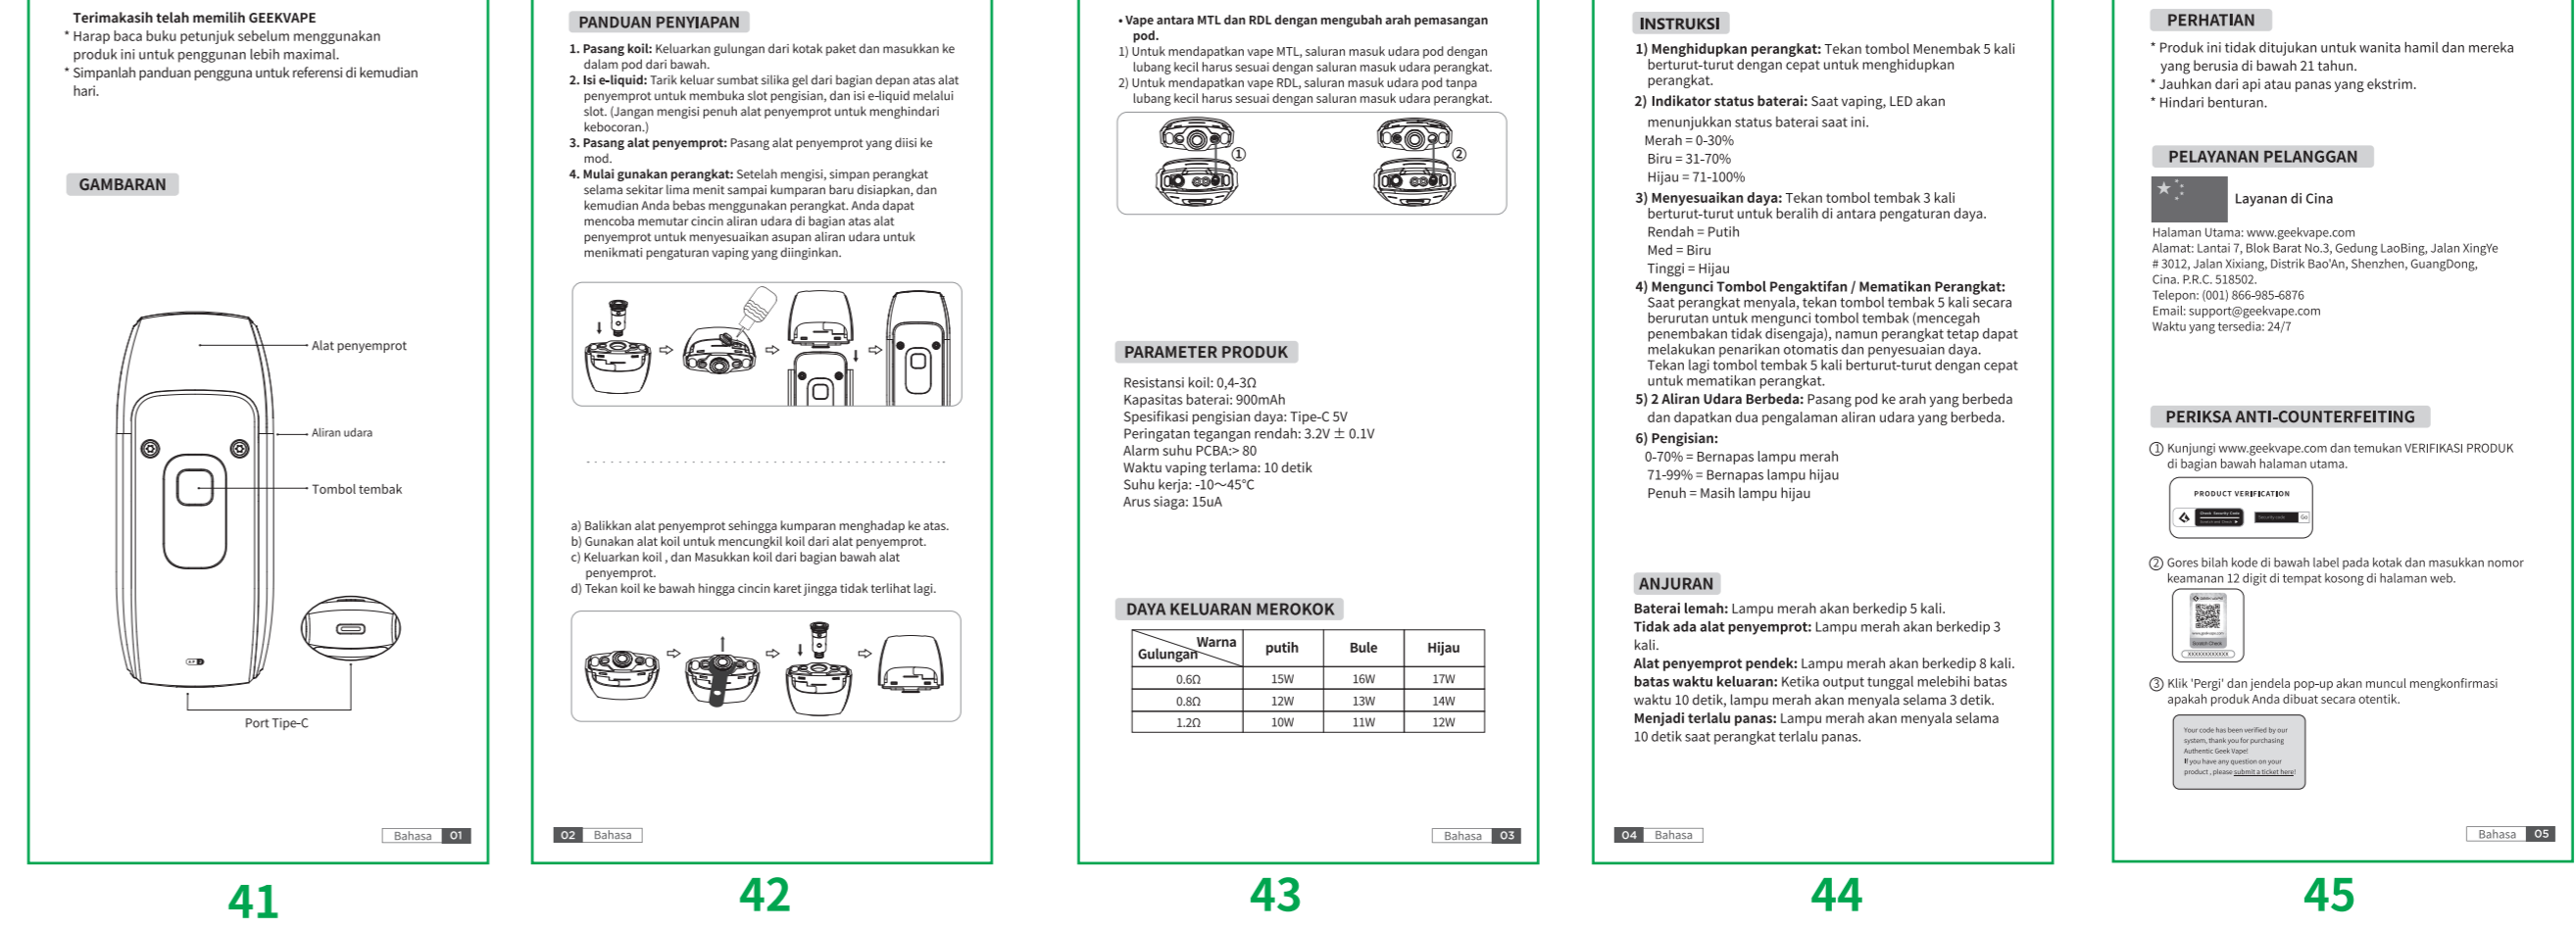 Terimakasih telah memilih GEEKVAPE
* Harap baca buku petunjuk sebelum menggunakan
produk ini untuk penggunan lebih maximal.
* Simpanlah panduan pengguna untuk referensi di kemudian
hari.
GAMBARAN
Alat penyemprot
Aliran udara
Tombol tembak
Port Tipe-C
Bahasa 01
41
PANDUAN PENYIAPAN
1. Pasang koil: Keluarkan gulungan dari kotak paket dan masukkan ke
dalam pod dari bawah.
2. Isi e-liquid: Tarik keluar sumbat silika gel dari bagian depan atas alat
penyemprot untuk membuka slot pengisian, dan isi e-liquid melalui
slot. (Jangan mengisi penuh alat penyemprot untuk menghindari
kebocoran.)
3. Pasang alat penyemprot: Pasang alat penyemprot yang diisi ke
mod.
4. Mulai gunakan perangkat: Setelah mengisi, simpan perangkat
selama sekitar lima menit sampai kumparan baru disiapkan, dan
kemudian Anda bebas menggunakan perangkat. Anda dapat
mencoba memutar cincin aliran udara di bagian atas alat
penyemprot untuk menyesuaikan asupan aliran udara untuk
menikmati pengaturan vaping yang diinginkan.
a) Balikkan alat penyemprot sehingga kumparan menghadap ke atas.
b) Gunakan alat koil untuk mencungkil koil dari alat penyemprot.
c) Keluarkan koil , dan Masukkan koil dari bagian bawah alat
penyemprot.
d) Tekan koil ke bawah hingga cincin karet jingga tidak terlihat lagi.
02 Bahasa
42
• Vape antara MTL dan RDL dengan mengubah arah pemasangan
pod.
1) Untuk mendapatkan vape MTL, saluran masuk udara pod dengan
lubang kecil harus sesuai dengan saluran masuk udara perangkat.
2) Untuk mendapatkan vape RDL, saluran masuk udara pod tanpa
lubang kecil harus sesuai dengan saluran masuk udara perangkat.
① ②
PARAMETER PRODUK
Resistansi koil: 0,4-3Ω
Kapasitas baterai: 900mAh
Spesifikasi pengisian daya: Tipe-C 5V
Peringatan tegangan rendah: 3.2V ± 0.1V
Alarm suhu PCBA:> 80
Waktu vaping terlama: 10 detik
Suhu kerja: -10～45℃
Arus siaga: 15uA
DAYA KELUARAN MEROKOK
Warna
Gulungan putih Bule Hijau
0.6Ω 15W 16W 17W
0.8Ω 12W 13W 14W
1.2Ω 10W 11W 12W
Bahasa 03
43
INSTRUKSI
1) Menghidupkan perangkat: Tekan tombol Menembak 5 kali
berturut-turut dengan cepat untuk menghidupkan
perangkat.
2) Indikator status baterai: Saat vaping, LED akan
menunjukkan status baterai saat ini.
Merah = 0-30%
Biru = 31-70%
Hijau = 71-100%
3) Menyesuaikan daya: Tekan tombol tembak 3 kali
berturut-turut untuk beralih di antara pengaturan daya.
Rendah = Putih
Med = Biru
Tinggi = Hijau
4) Mengunci Tombol Pengaktifan / Mematikan Perangkat:
Saat perangkat menyala, tekan tombol tembak 5 kali secara
berurutan untuk mengunci tombol tembak (mencegah
penembakan tidak disengaja), namun perangkat tetap dapat
melakukan penarikan otomatis dan penyesuaian daya.
Tekan lagi tombol tembak 5 kali berturut-turut dengan cepat
untuk mematikan perangkat.
5) 2 Aliran Udara Berbeda: Pasang pod ke arah yang berbeda
dan dapatkan dua pengalaman aliran udara yang berbeda.
6) Pengisian:
0-70% = Bernapas lampu merah
71-99% = Bernapas lampu hijau
Penuh = Masih lampu hijau
ANJURAN
Baterai lemah: Lampu merah akan berkedip 5 kali.
Tidak ada alat penyemprot: Lampu merah akan berkedip 3
kali.
Alat penyemprot pendek: Lampu merah akan berkedip 8 kali.
batas waktu keluaran: Ketika output tunggal melebihi batas
waktu 10 detik, lampu merah akan menyala selama 3 detik.
Menjadi terlalu panas: Lampu merah akan menyala selama
10 detik saat perangkat terlalu panas.
04 Bahasa
44
PERHATIAN
* Produk ini tidak ditujukan untuk wanita hamil dan mereka
yang berusia di bawah 21 tahun.
* Jauhkan dari api atau panas yang ekstrim.
* Hindari benturan.
PELAYANAN PELANGGAN
Layanan di Cina
Halaman Utama: www.geekvape.com
Alamat: Lantai 7, Blok Barat No.3, Gedung LaoBing, Jalan XingYe
# 3012, Jalan Xixiang, Distrik Bao'An, Shenzhen, GuangDong,
Cina. P.R.C. 518502.
Telepon: (001) 866-985-6876
Email: support@geekvape.com
Waktu yang tersedia: 24/7
PERIKSA ANTI-COUNTERFEITING
① Kunjungi www.geekvape.com dan temukan VERIFIKASI PRODUK
di bagian bawah halaman utama.
PRODUCT VERIFICATION
Check Security Code
Security code Go
② Gores bilah kode di bawah label pada kotak dan masukkan nomor
keamanan 12 digit di tempat kosong di halaman web.
www.geekvape.com
Scratch Check
XXXXXXXXXXXX
③ Klik 'Pergi' dan jendela pop-up akan muncul mengkonfirmasi
apakah produk Anda dibuat secara otentik.
Your code has been verified by our
system, thank you for purchasing
Authentic Geek Vape!
If you have any question on your
product , please submit a ticket here!
Bahasa 05
45